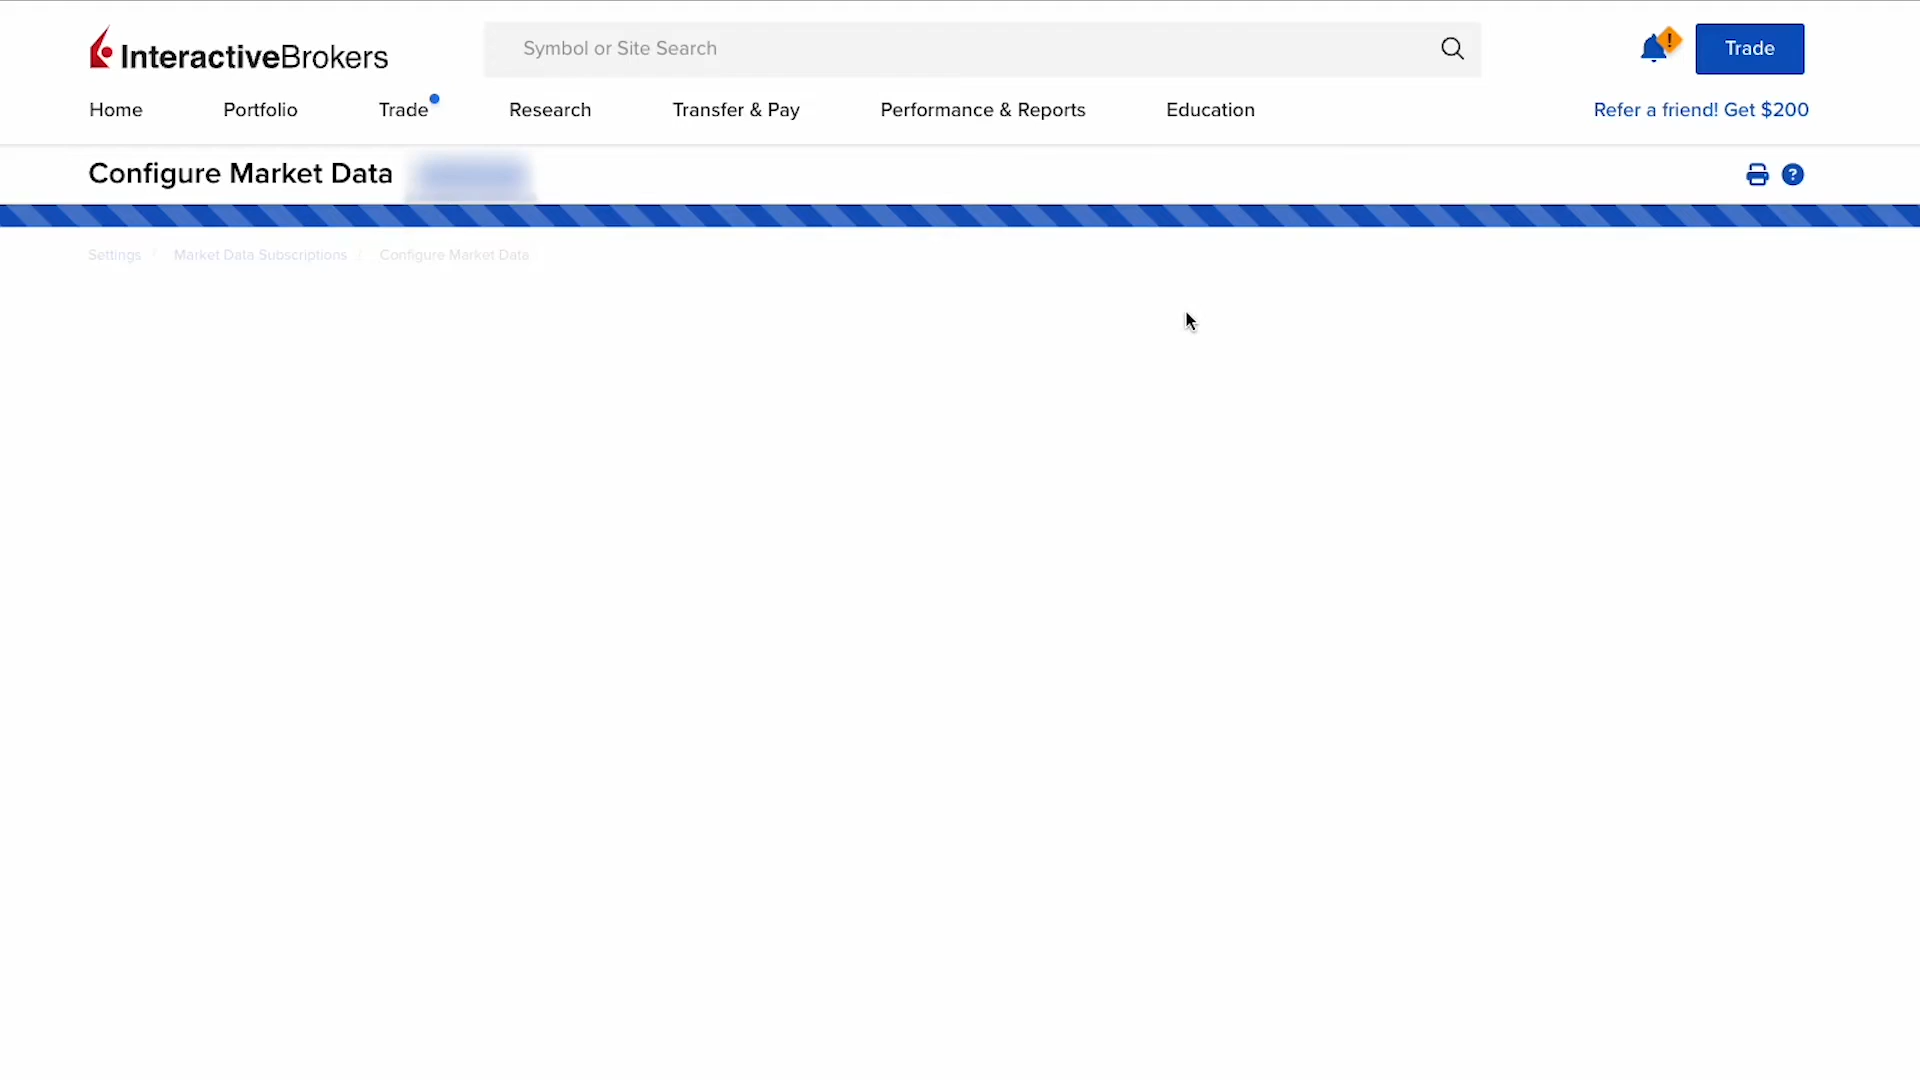 InteractiveBrokers
Symbol or Site Search
!
Trade
Home
Portfolio
Trade
Research
Transfer & Pay
Performance & Reports
Education
Refer a friend! Get $200
Configure Market Data
?
Settings / Market Data Subscriptions / Configure Market Data